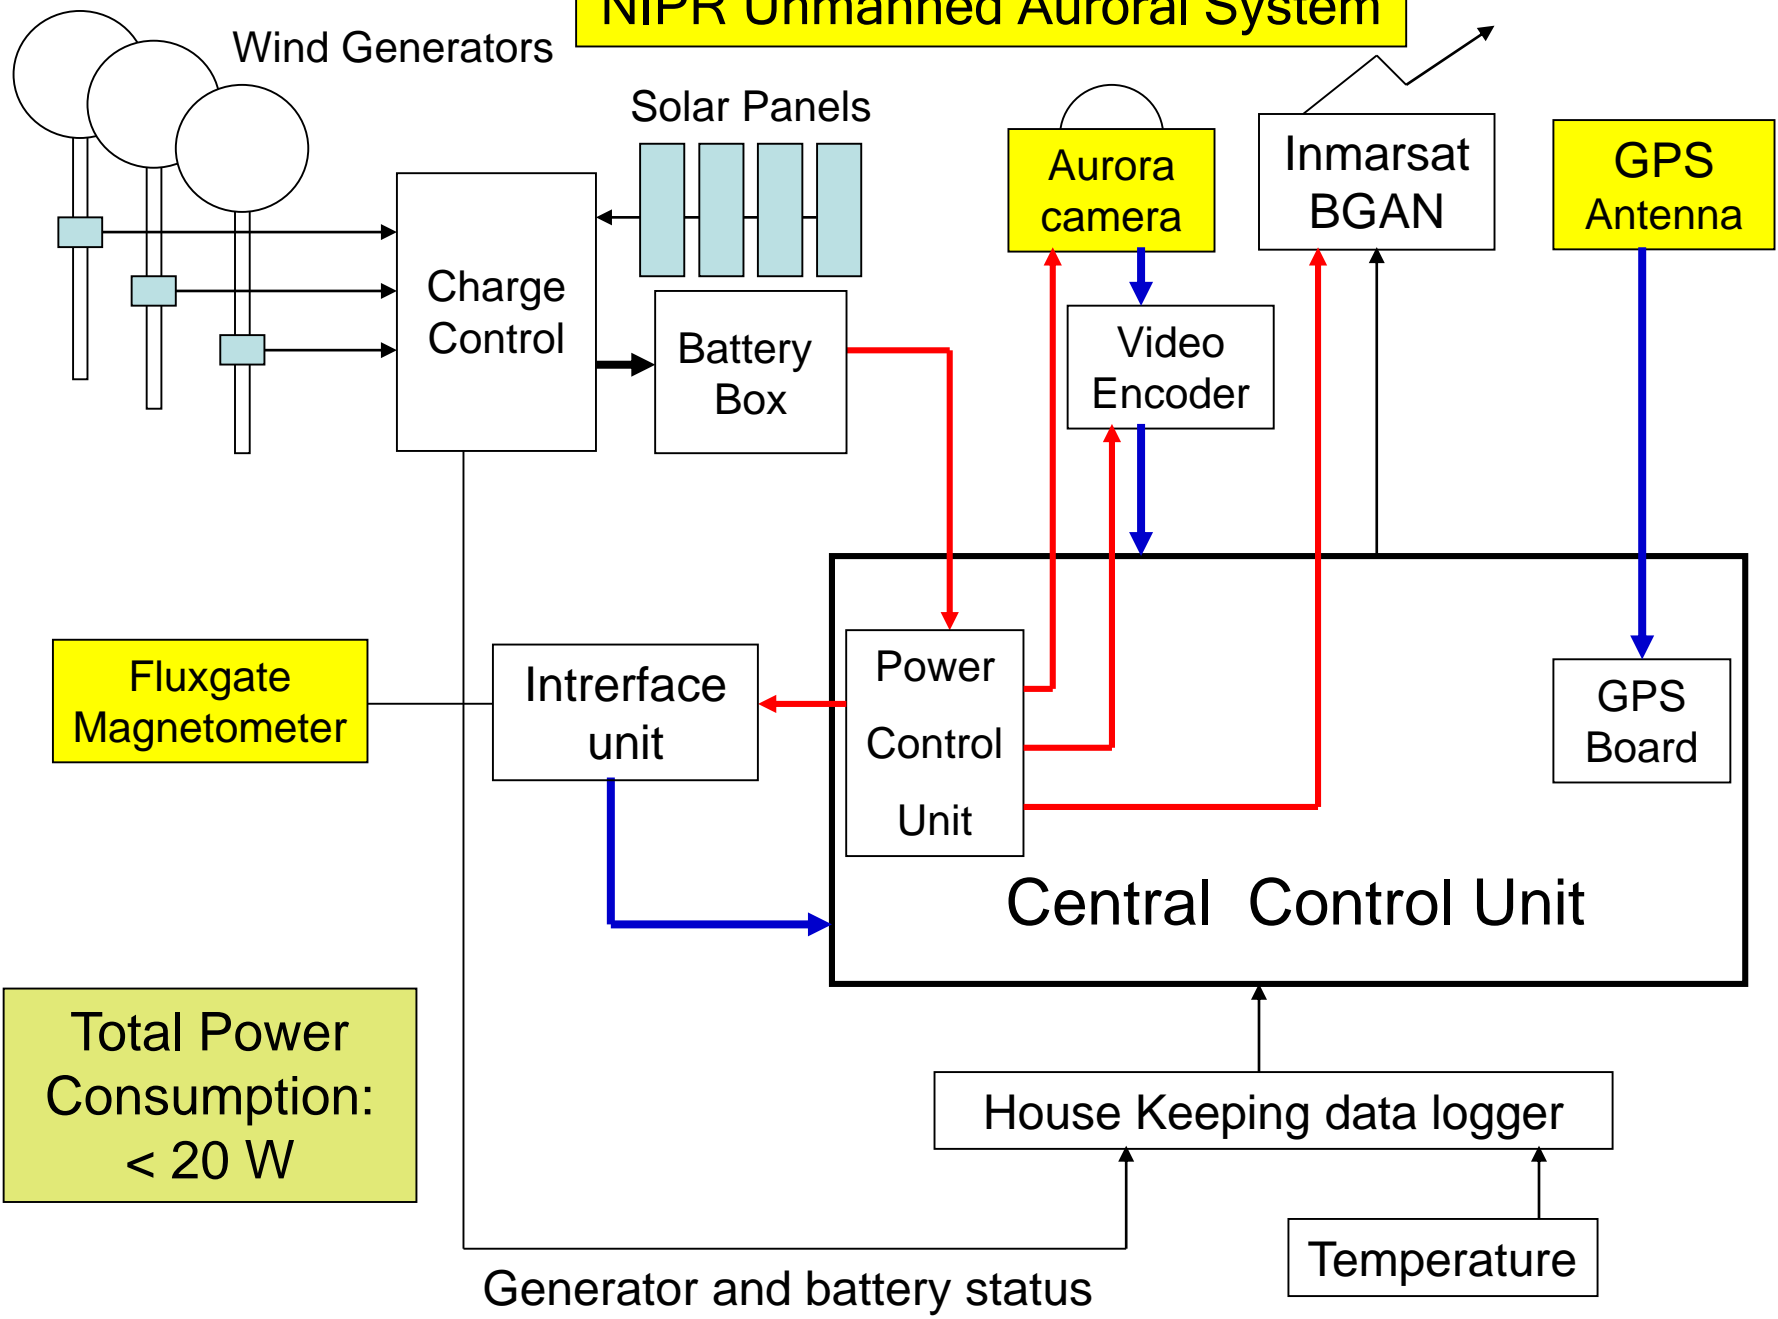 NIPR Unmanned Auroral System
Wind Generators
Solar Panels
Aurora
camera
Inmarsat
BGAN
GPS
Antenna
Charge
Control
Battery
Box
Video
Encoder
Fluxgate
Magnetometer
Intrerface
unit
Power
Control
Unit
GPS
Board
Central Control Unit
Total Power
Consumption:
< 20 W
House Keeping data logger
Temperature
Generator and battery status